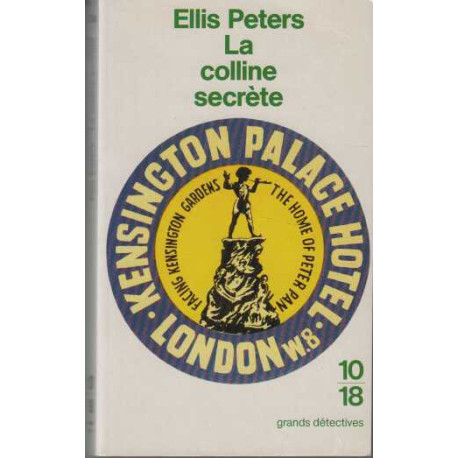 Ellis Peters
La
colline
secrète
KENSINGTON PALACE HOTEL
FACING KENSINGTON GARDENS
THE HOME OF PETER PAN
LONDON W.8
10
18
grands détectives